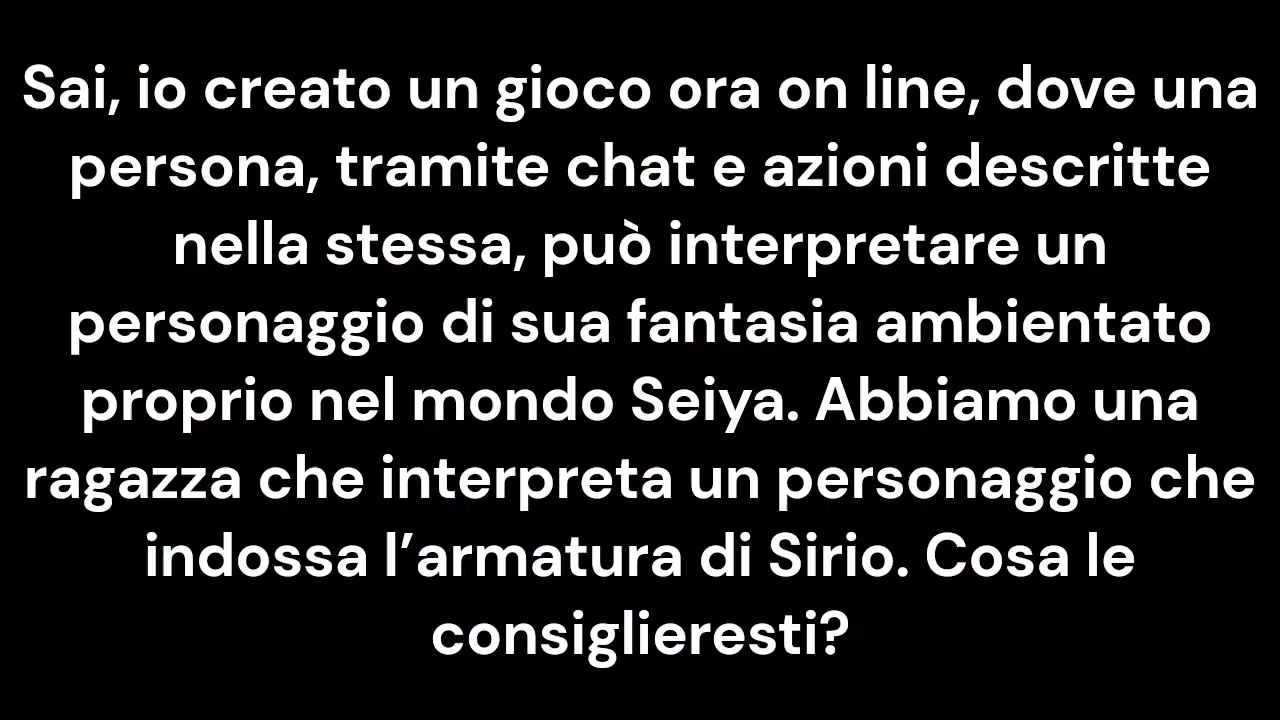 Sai, io creato un gioco ora on line, dove una
persona, tramite chat e azioni descritte
nella stessa, può interpretare un
personaggio di sua fantasia ambientato
proprio nel mondo Seiya. Abbiamo una
ragazza che interpreta un personaggio che
indossa l’armatura di Sirio. Cosa le
consiglieresti?